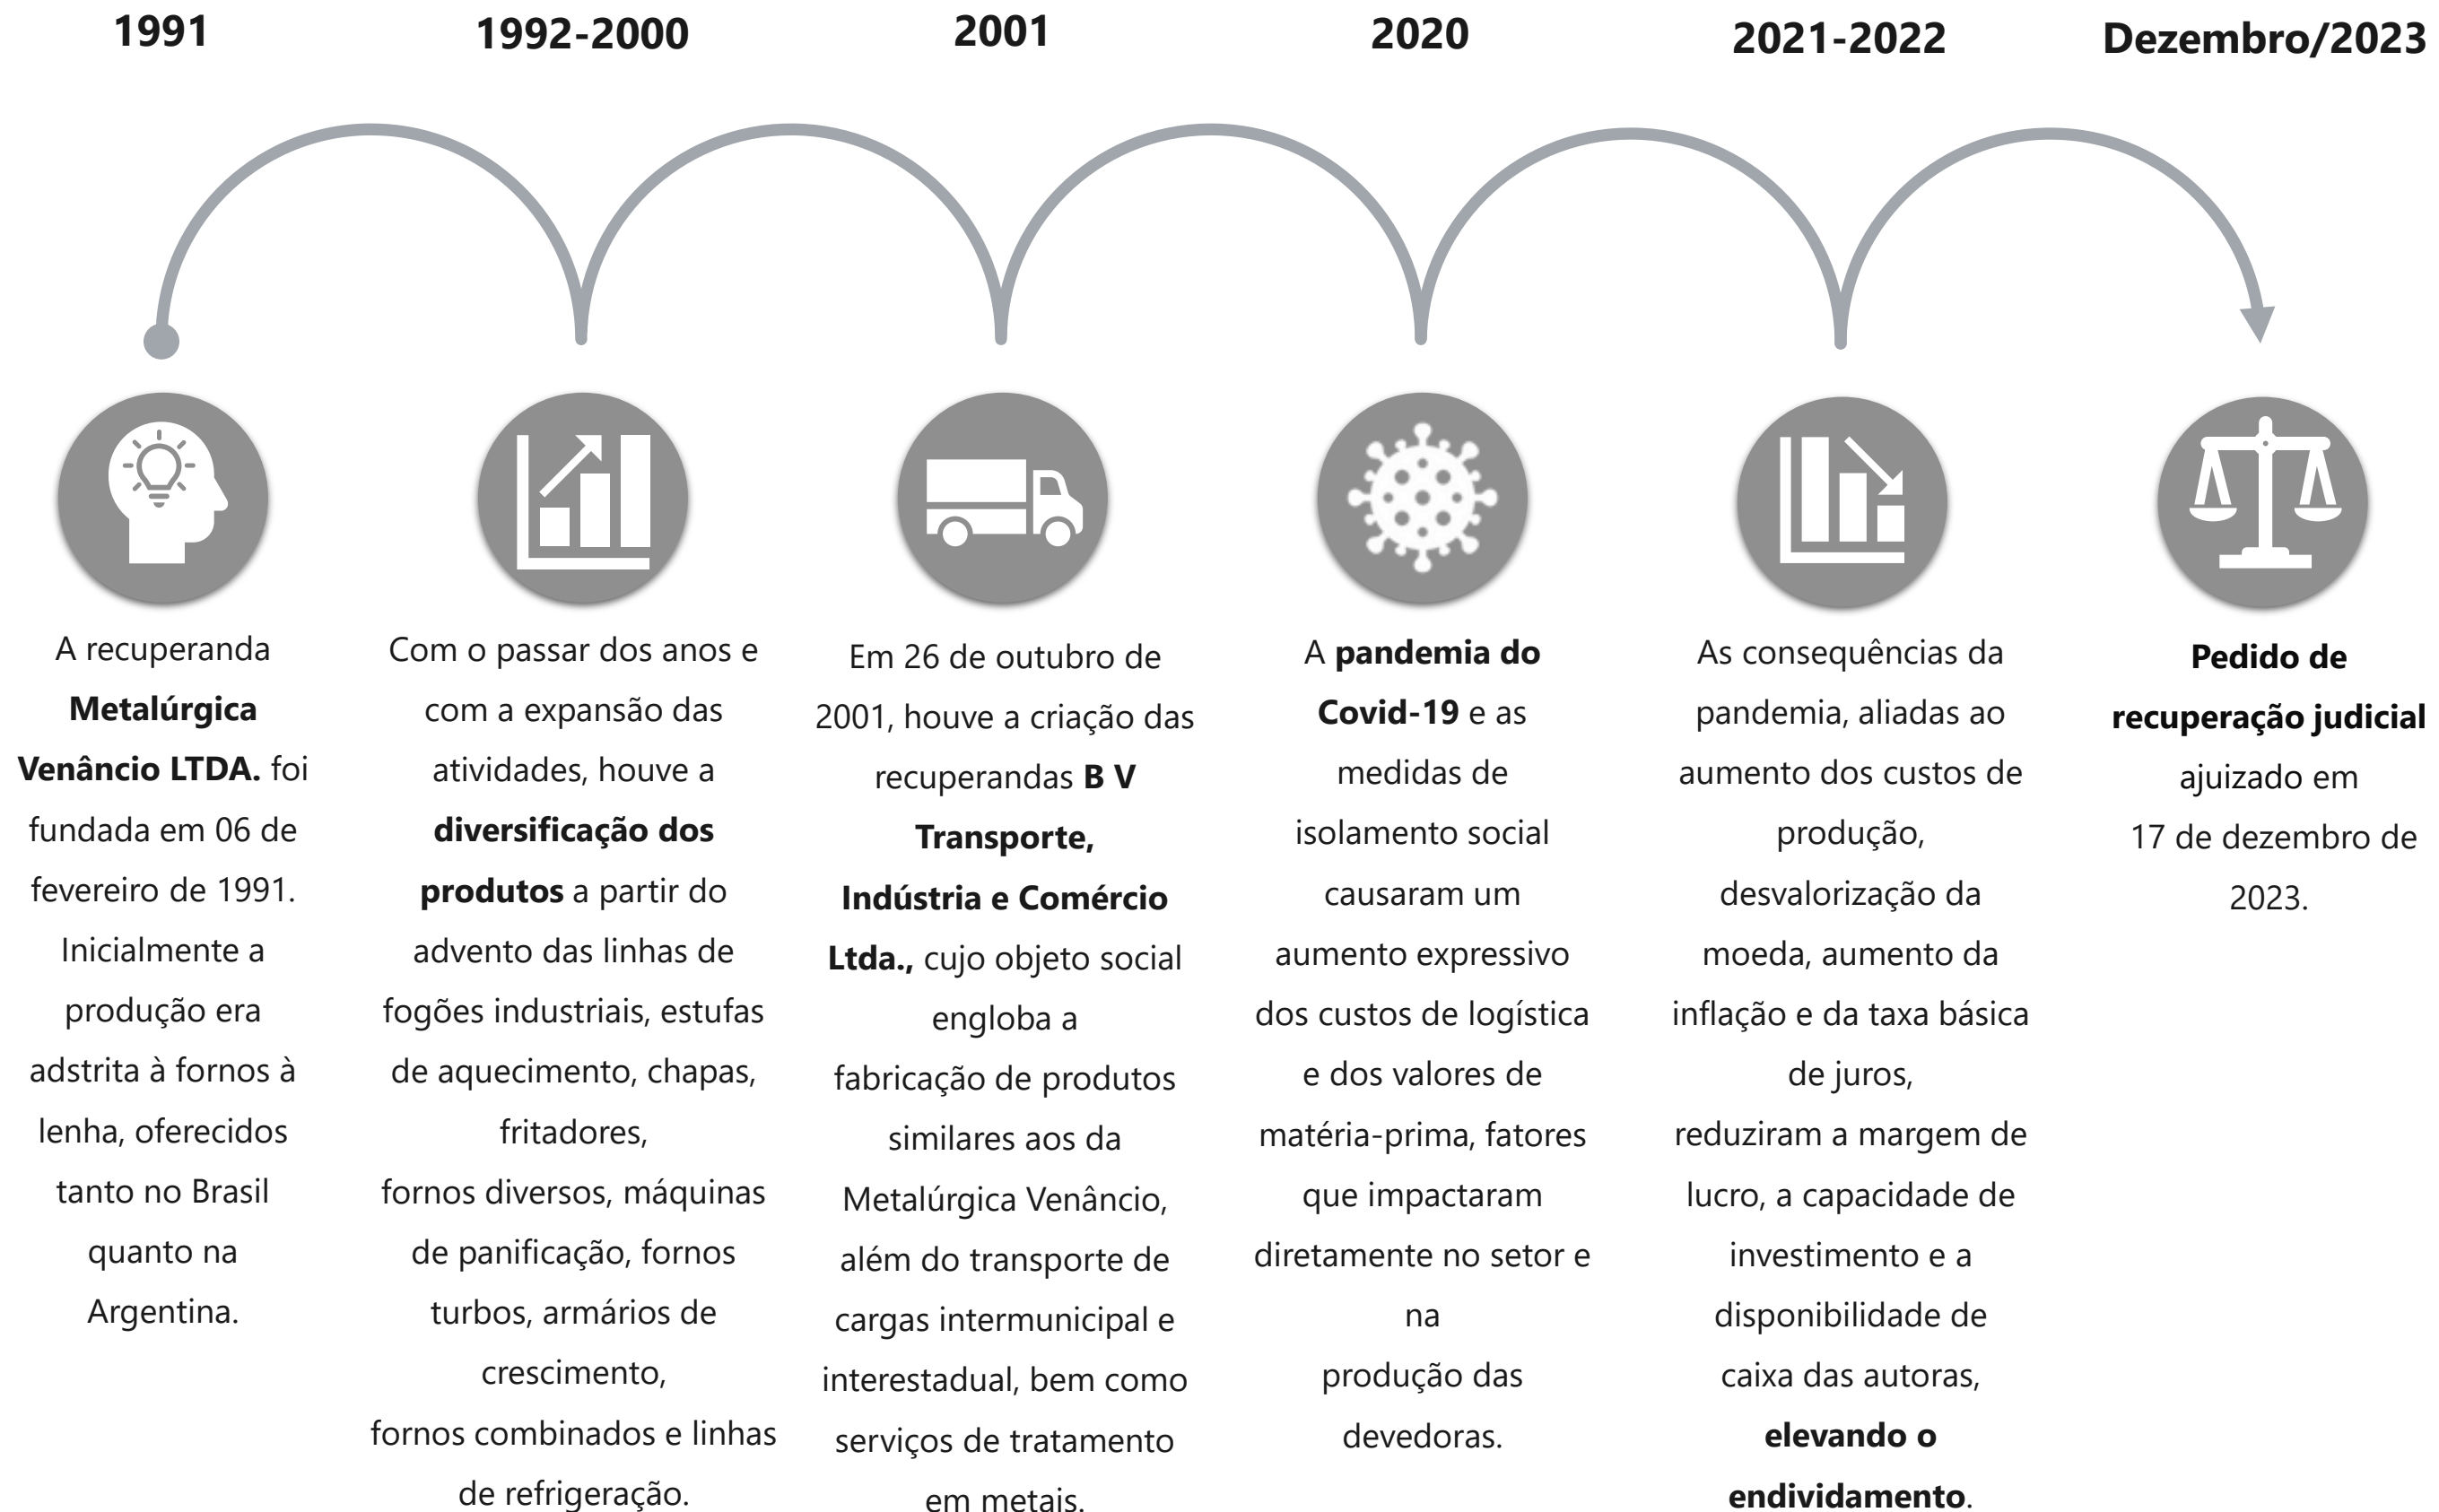 1991
A recuperanda
Metalúrgica
Venâncio LTDA. foi
fundada em 06 de
fevereiro de 1991.
Inicialmente a
produção era
adstrita à fornos à
lenha, oferecidos
tanto no Brasil
quanto na
Argentina.
1992-2000
Com o passar dos anos e
com a expansão das
atividades, houve a
diversificação dos
produtos a partir do
advento das linhas de
fogões industriais, estufas
de aquecimento, chapas,
fritadores,
fornos diversos, máquinas
de panificação, fornos
turbos, armários de
crescimento,
fornos combinados e linhas
de refrigeração.
2001
Em 26 de outubro de
2001, houve a criação das
recuperandas B V
Transporte,
Indústria e Comércio
Ltda., cujo objeto social
engloba a
fabricação de produtos
similares aos da
Metalúrgica Venâncio,
além do transporte de
cargas intermunicipal e
interestadual, bem como
serviços de tratamento
em metais.
2020
A pandemia do
Covid-19 e as
medidas de
isolamento social
causaram um
aumento expressivo
dos custos de logística
e dos valores de
matéria-prima, fatores
que impactaram
diretamente no setor e
na
produção das
devedoras.
2021-2022
As consequências da
pandemia, aliadas ao
aumento dos custos de
produção,
desvalorização da
moeda, aumento da
inflação e da taxa básica
de juros,
reduziram a margem de
lucro, a capacidade de
investimento e a
disponibilidade de
caixa das autoras,
elevando o
endividamento.
Dezembro/2023
Pedido de
recuperação judicial
ajuizado em
17 de dezembro de
2023.